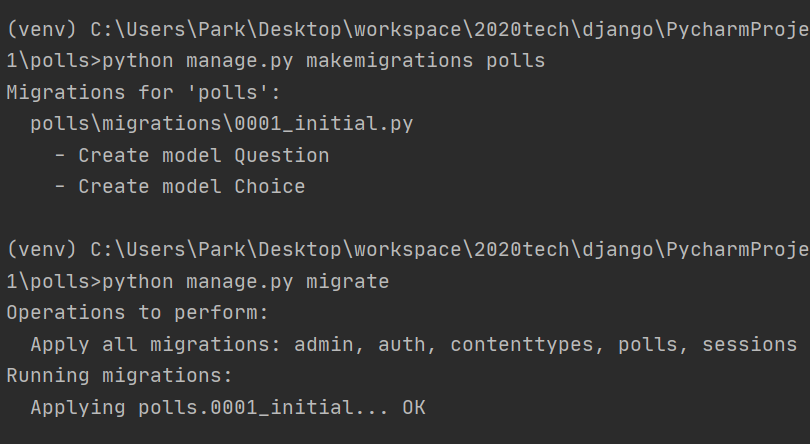 (venv) C:\Users\Park\Desktop\workspace\2020tech\django\PycharmProje
1\polls>python manage.py makemigrations polls
Migrations for 'polls':
  polls\migrations\0001_initial.py
    - Create model Question
    - Create model Choice

(venv) C:\Users\Park\Desktop\workspace\2020tech\django\PycharmProje
1\polls>python manage.py migrate
Operations to perform:
  Apply all migrations: admin, auth, contenttypes, polls, sessions
Running migrations:
  Applying polls.0001_initial... OK